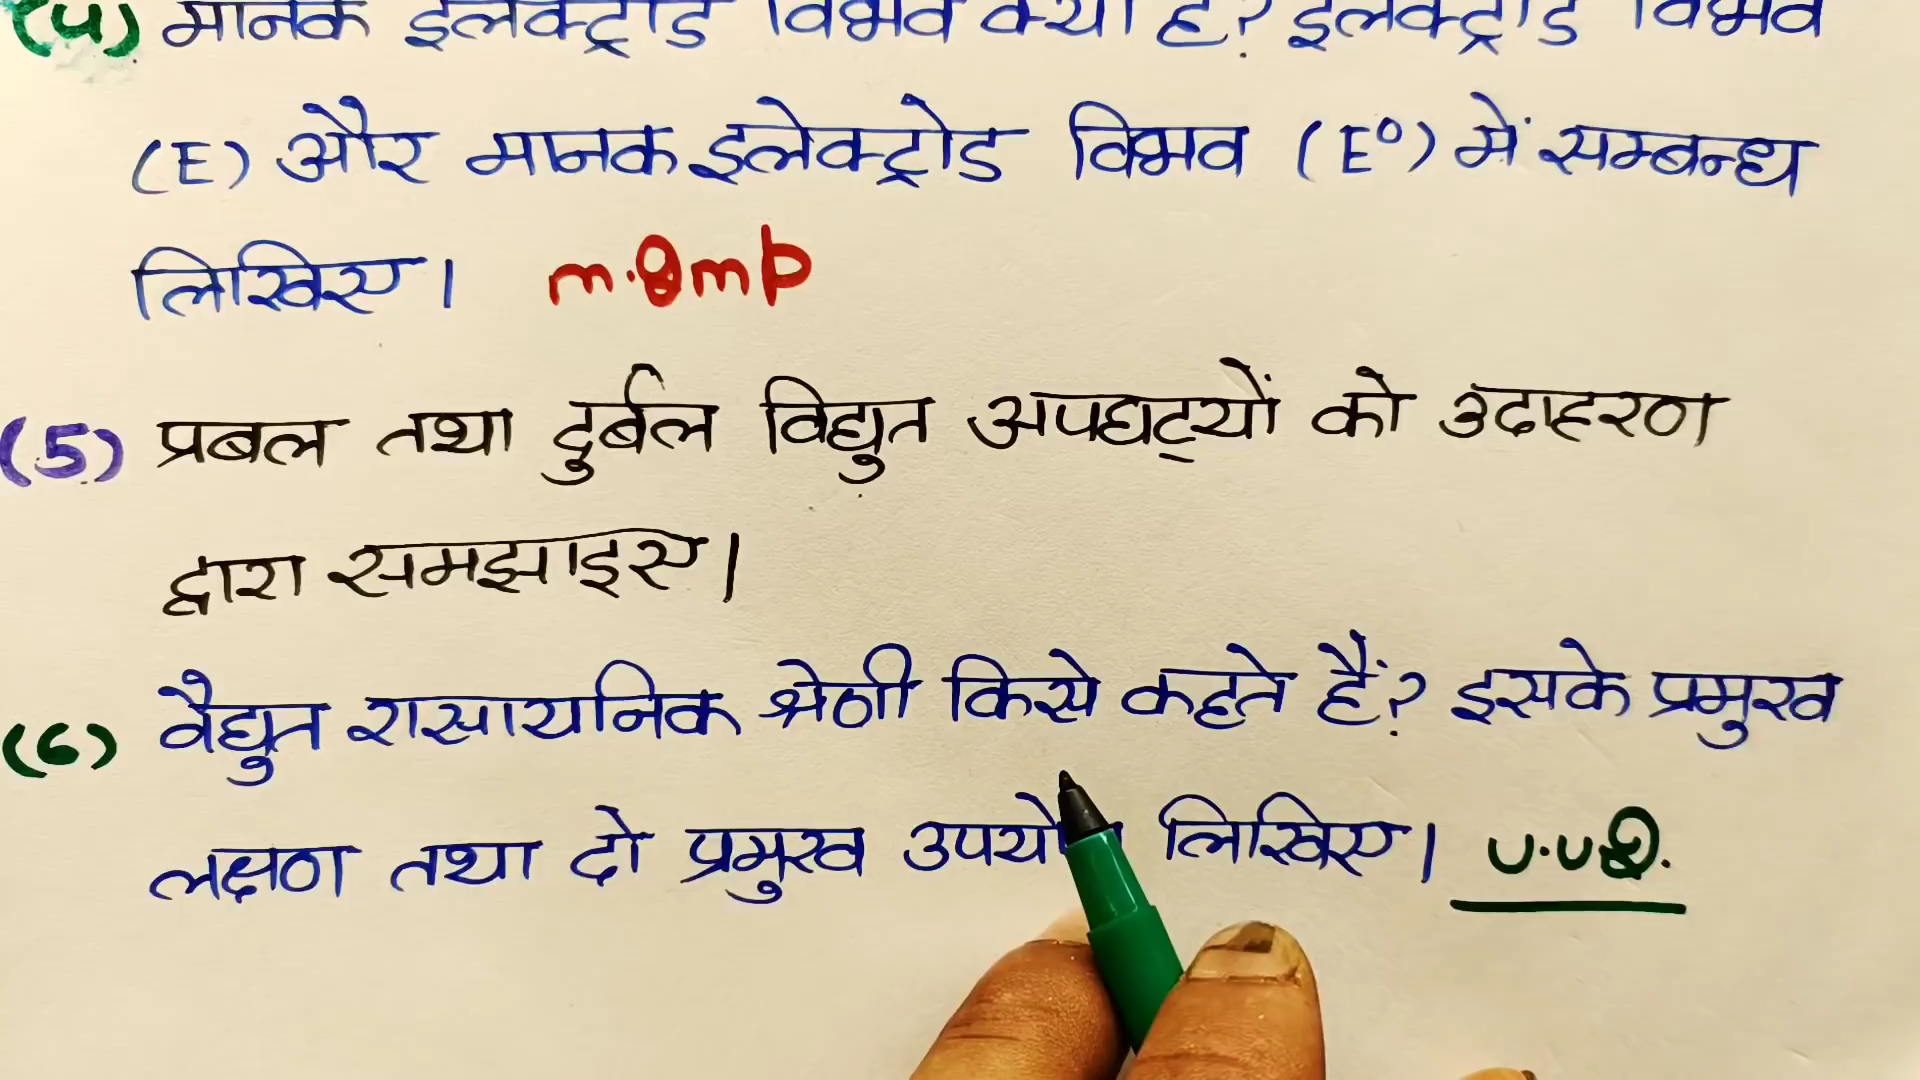 (4) मानक इलेक्ट्रोड विभव क्या है? इलेक्ट्रोड विभव
(E) और मानक इलेक्ट्रोड विभव (E°) में सम्बन्ध
लिखिए। m.Imp
(5) प्रबल तथा दुर्बल विद्युत अपघट्यों को उदाहरण
द्वारा समझाइए।
(6) वैद्युत रासायनिक श्रेणी किसे कहते हैं? इसके प्रमुख
लक्षण तथा दो प्रमुख उपयोग लिखिए।